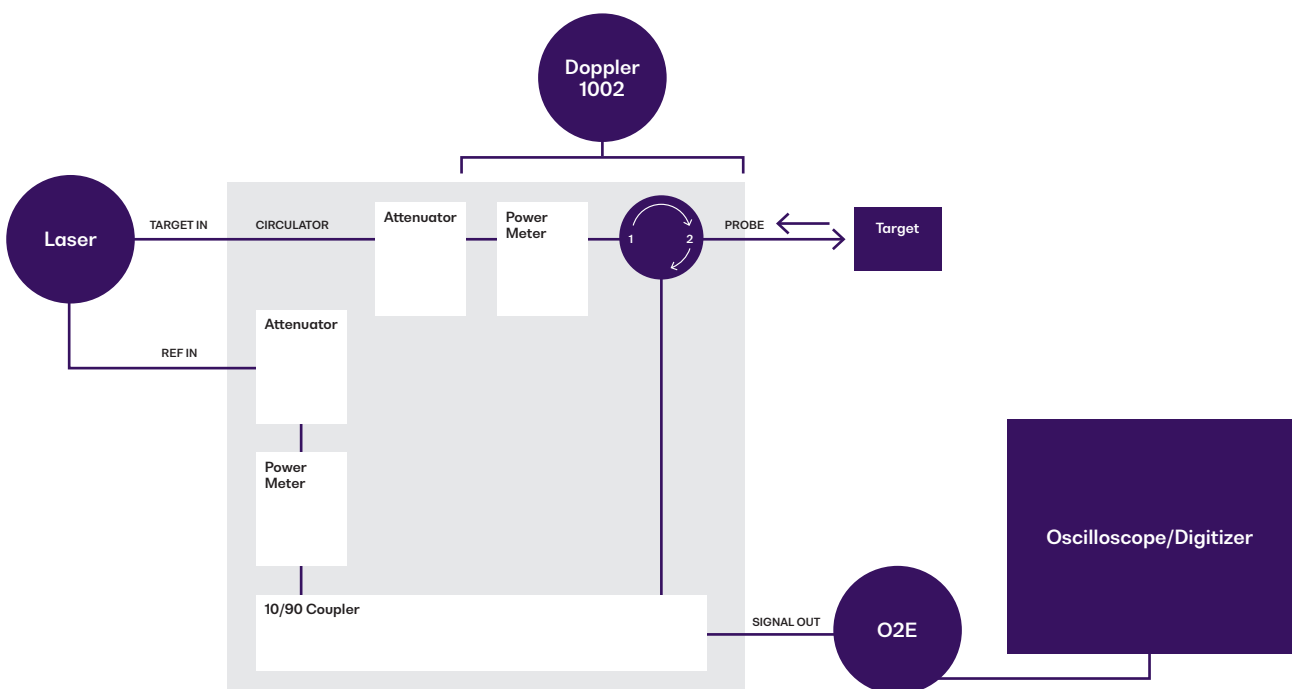 Doppler
1002
Laser
TARGET IN
CIRCULATOR
Attenuator
Power
Meter
1
2
PROBE
Target
Attenuator
REF IN
Power
Meter
10/90 Coupler
SIGNAL OUT
O2E
Oscilloscope/Digitizer